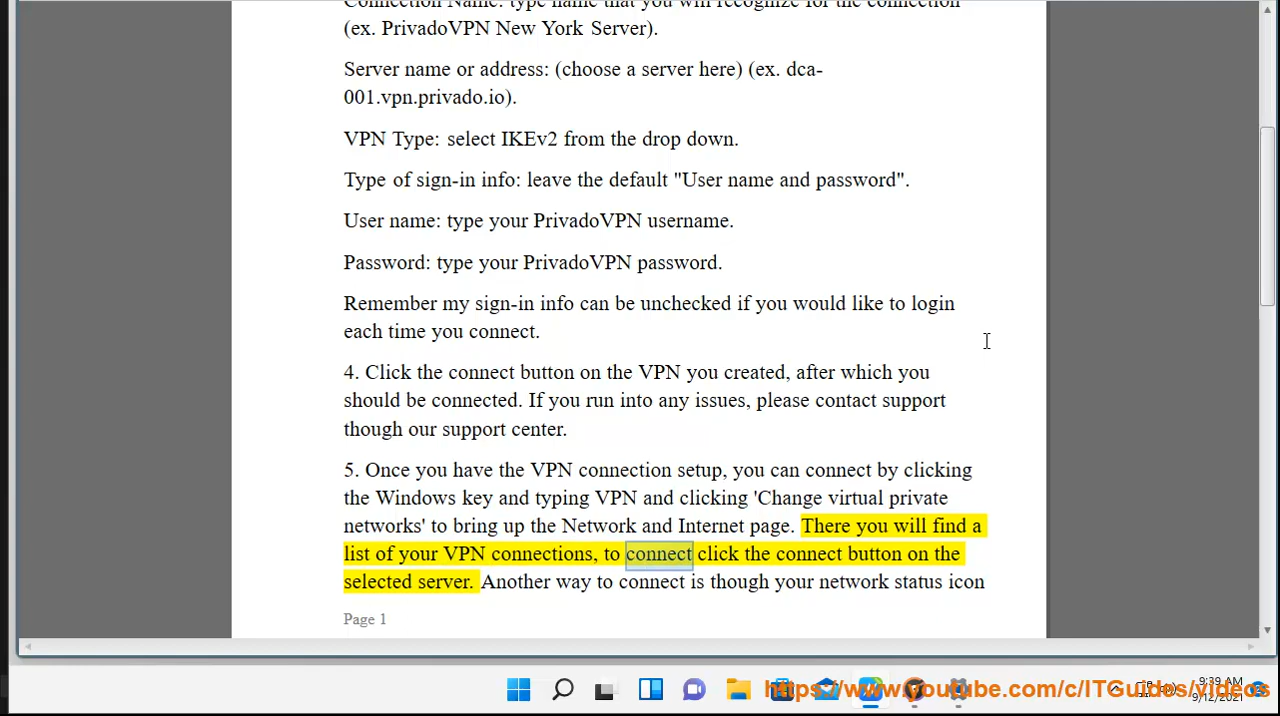 Connection Name: type name that you will recognize for the connection
(ex. PrivadoVPN New York Server).
Server name or address: (choose a server here) (ex. dca-
001.vpn.privado.io).
VPN Type: select IKEv2 from the drop down.
Type of sign-in info: leave the default "User name and password".
User name: type your PrivadoVPN username.
Password: type your PrivadoVPN password.
Remember my sign-in info can be unchecked if you would like to login
each time you connect.
4. Click the connect button on the VPN you created, after which you
should be connected. If you run into any issues, please contact support
though our support center.
5. Once you have the VPN connection setup, you can connect by clicking
the Windows key and typing VPN and clicking 'Change virtual private
networks' to bring up the Network and Internet page. There you will find a
list of your VPN connections, to connect click the connect button on the
selected server. Another way to connect is though your network status icon
Page 1
https://www.youtube.com/c/ITGuides/videos
9:39 AM
9/12/2021